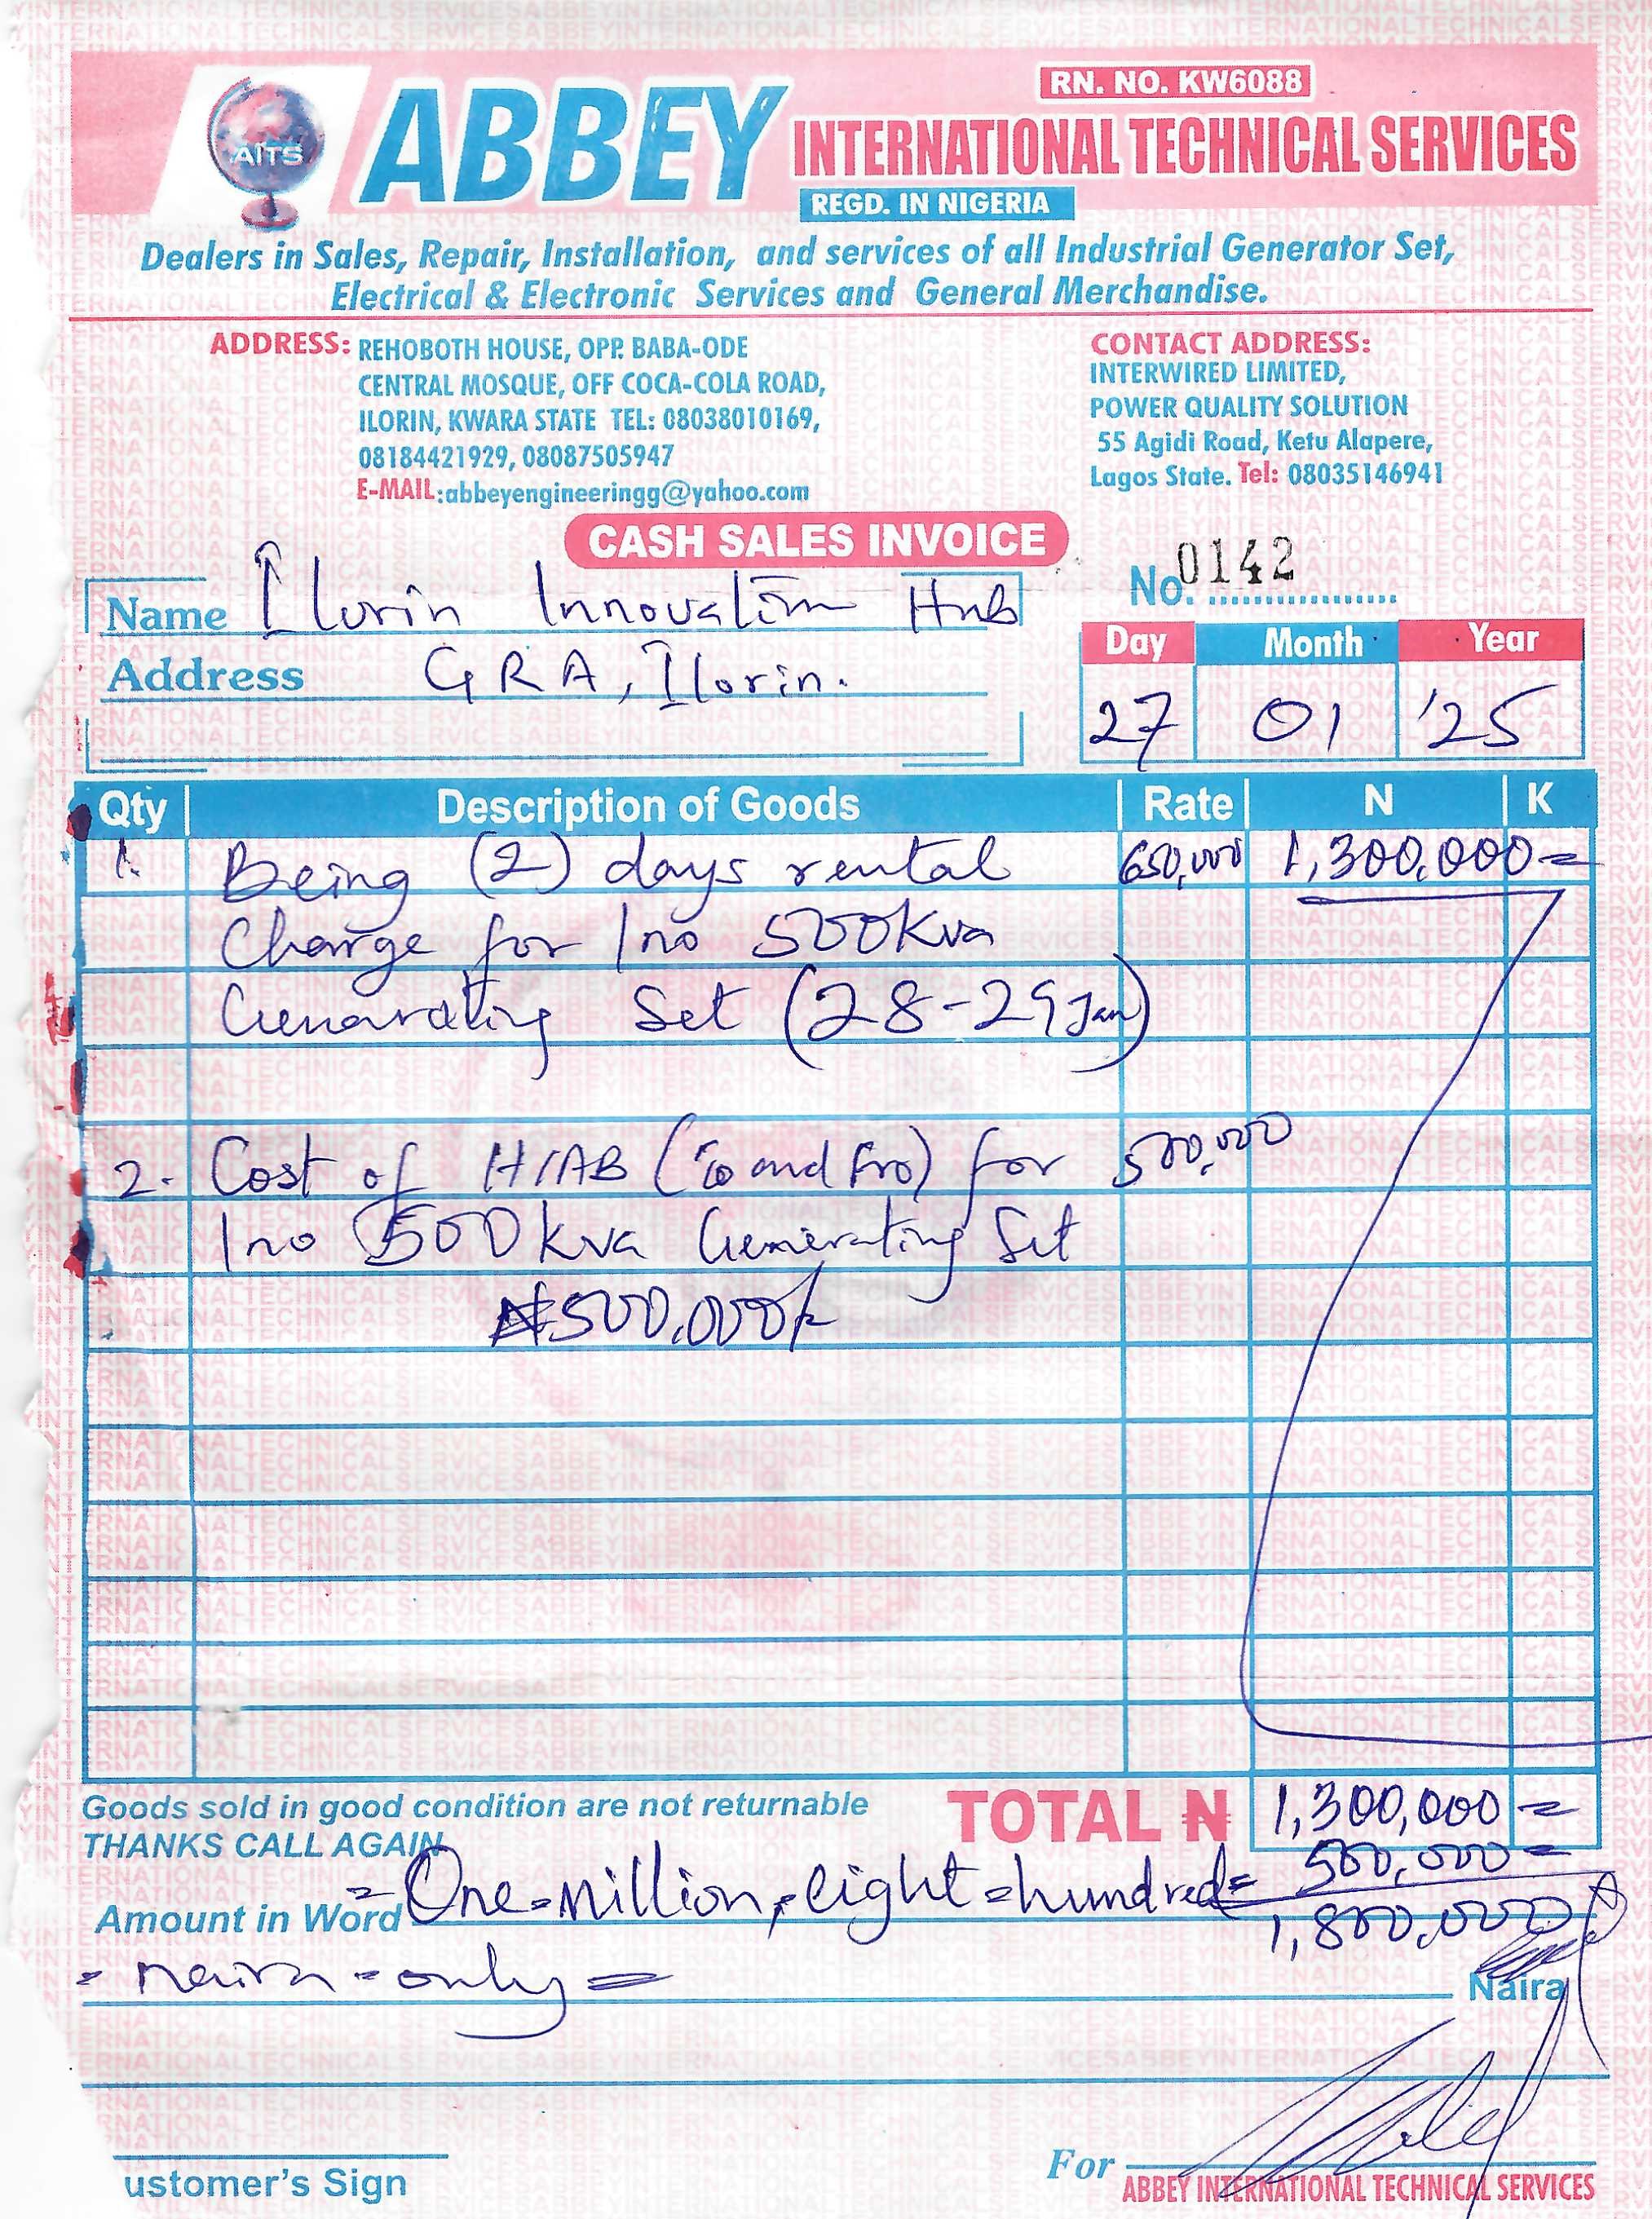 RN. NO. KW6088
AITS
ABBEY INTERNATIONAL TECHNICAL SERVICES
REGD. IN NIGERIA
Dealers in Sales, Repair, Installation, and services of all Industrial Generator Set,
Electrical & Electronic Services and General Merchandise.
ADDRESS: REHOBOTH HOUSE, OPP. BABA-ODE
CENTRAL MOSQUE, OFF COCA-COLA ROAD,
ILORIN, KWARA STATE TEL: 08038010169,
08184421929, 08087505947
E-MAIL:abbeyengineeringg@yahoo.com
CONTACT ADDRESS:
INTERWIRED LIMITED,
POWER QUALITY SOLUTION
55 Agidi Road, Ketu Alapere,
Lagos State. Tel: 08035146941
CASH SALES INVOICE
No. 0142
Name Ilorin Innovation Hub
Address GRA, Ilorin.
Day Month Year
27 01 '25
Qty Description of Goods Rate N K
1. Being (2) days rental 650,000 1,300,000=
Charge for 1no 500Kva
Generating Set (28-29 Jan)
2. Cost of HIAB (to and fro) for 500,000
1no 500kva Generating Set
₦500,000k
Goods sold in good condition are not returnable
THANKS CALL AGAIN
TOTAL ₦ 1,300,000 =
500,000 =
1,800,000
Amount in Word = One=million,=eight=hundred=
= naira=only=
Naira
ustomer's Sign
For
ABBEY INTERNATIONAL TECHNICAL SERVICES